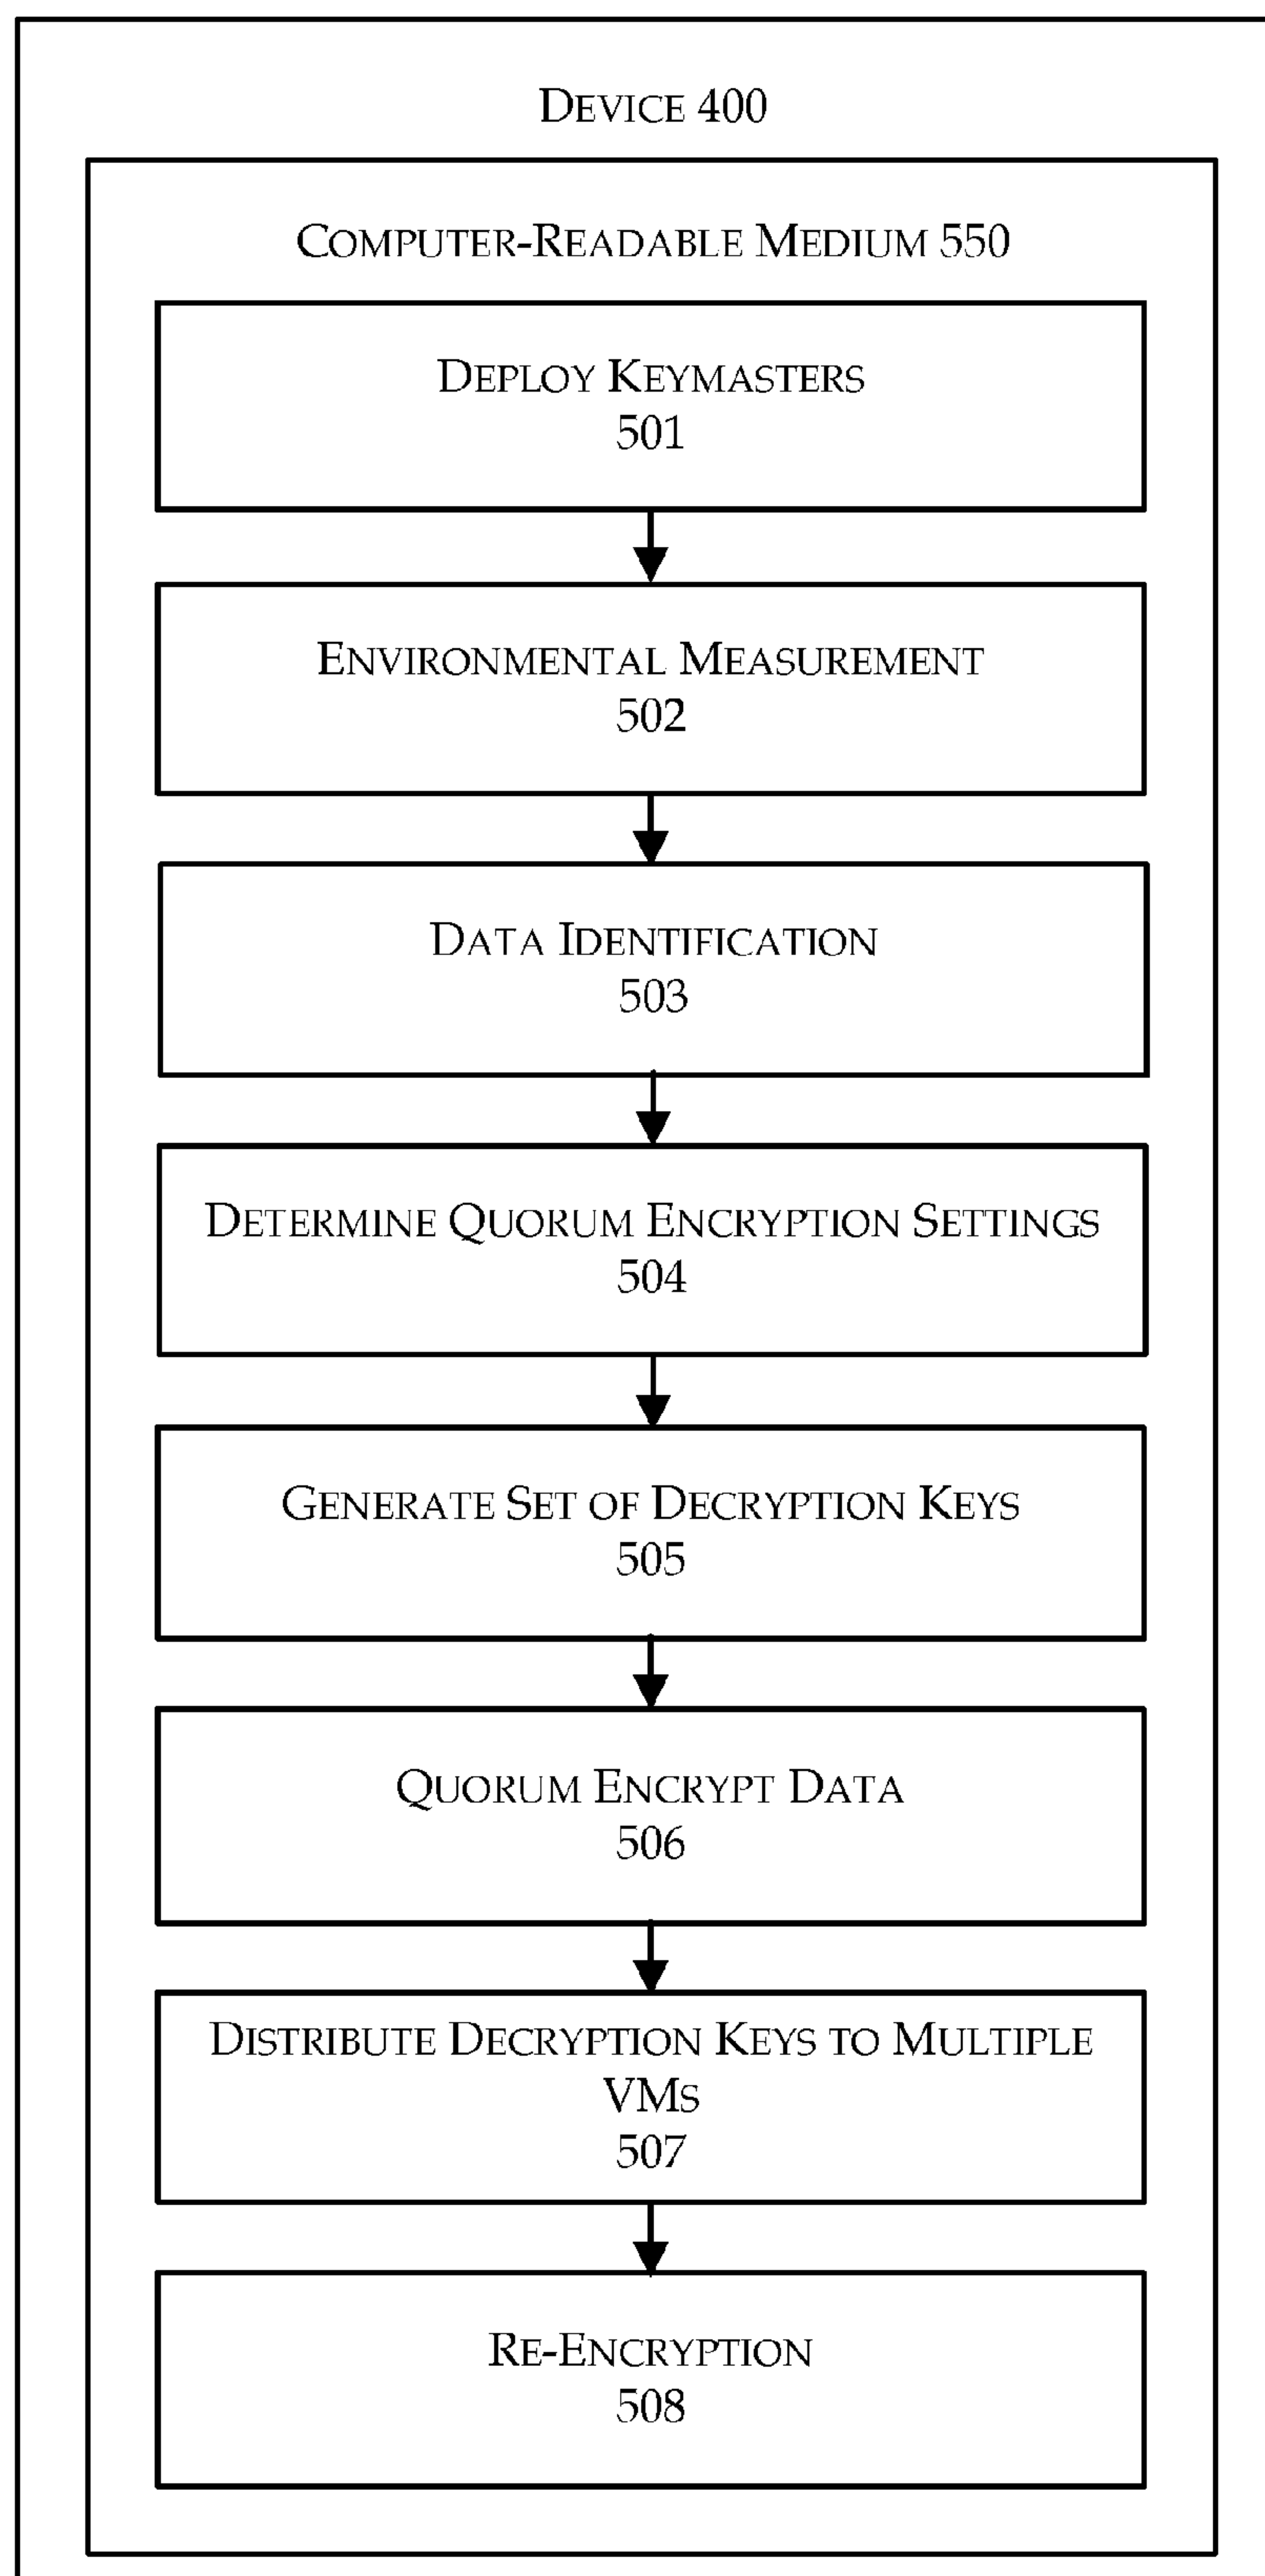 DEVICE 400
COMPUTER-READABLE MEDIUM 550
DEPLOY KEYMASTERS
501
ENVIRONMENTAL MEASUREMENT
502
DATA IDENTIFICATION
503
DETERMINE QUORUM ENCRYPTION SETTINGS
504
GENERATE SET OF DECRYPTION KEYS
505
QUORUM ENCRYPT DATA
506
DISTRIBUTE DECRYPTION KEYS TO MULTIPLE
VMS
507
RE-ENCRYPTION
508